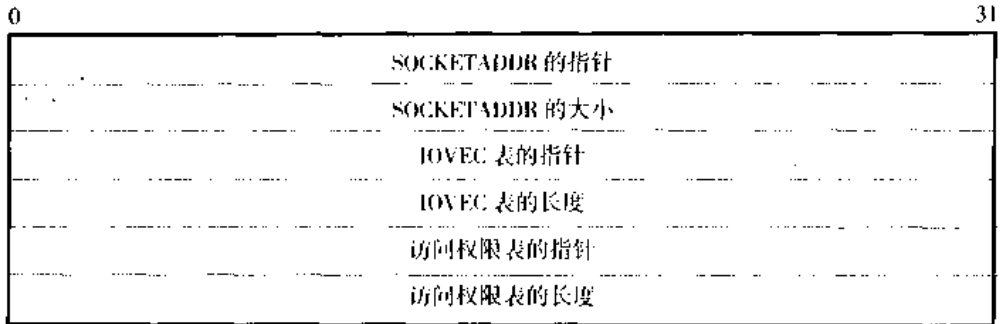 0 31
SOCKETADDR 的指针
SOCKETADDR 的大小
IOVEC 表的指针
IOVEC 表的长度
访问权限表的指针
访问权限表的长度